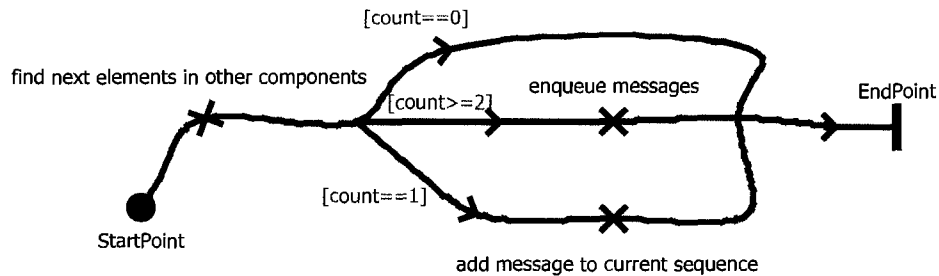 [count==0]
find next elements in other components
[count>=2]
enqueue messages
EndPoint
[count==1]
StartPoint
add message to current sequence